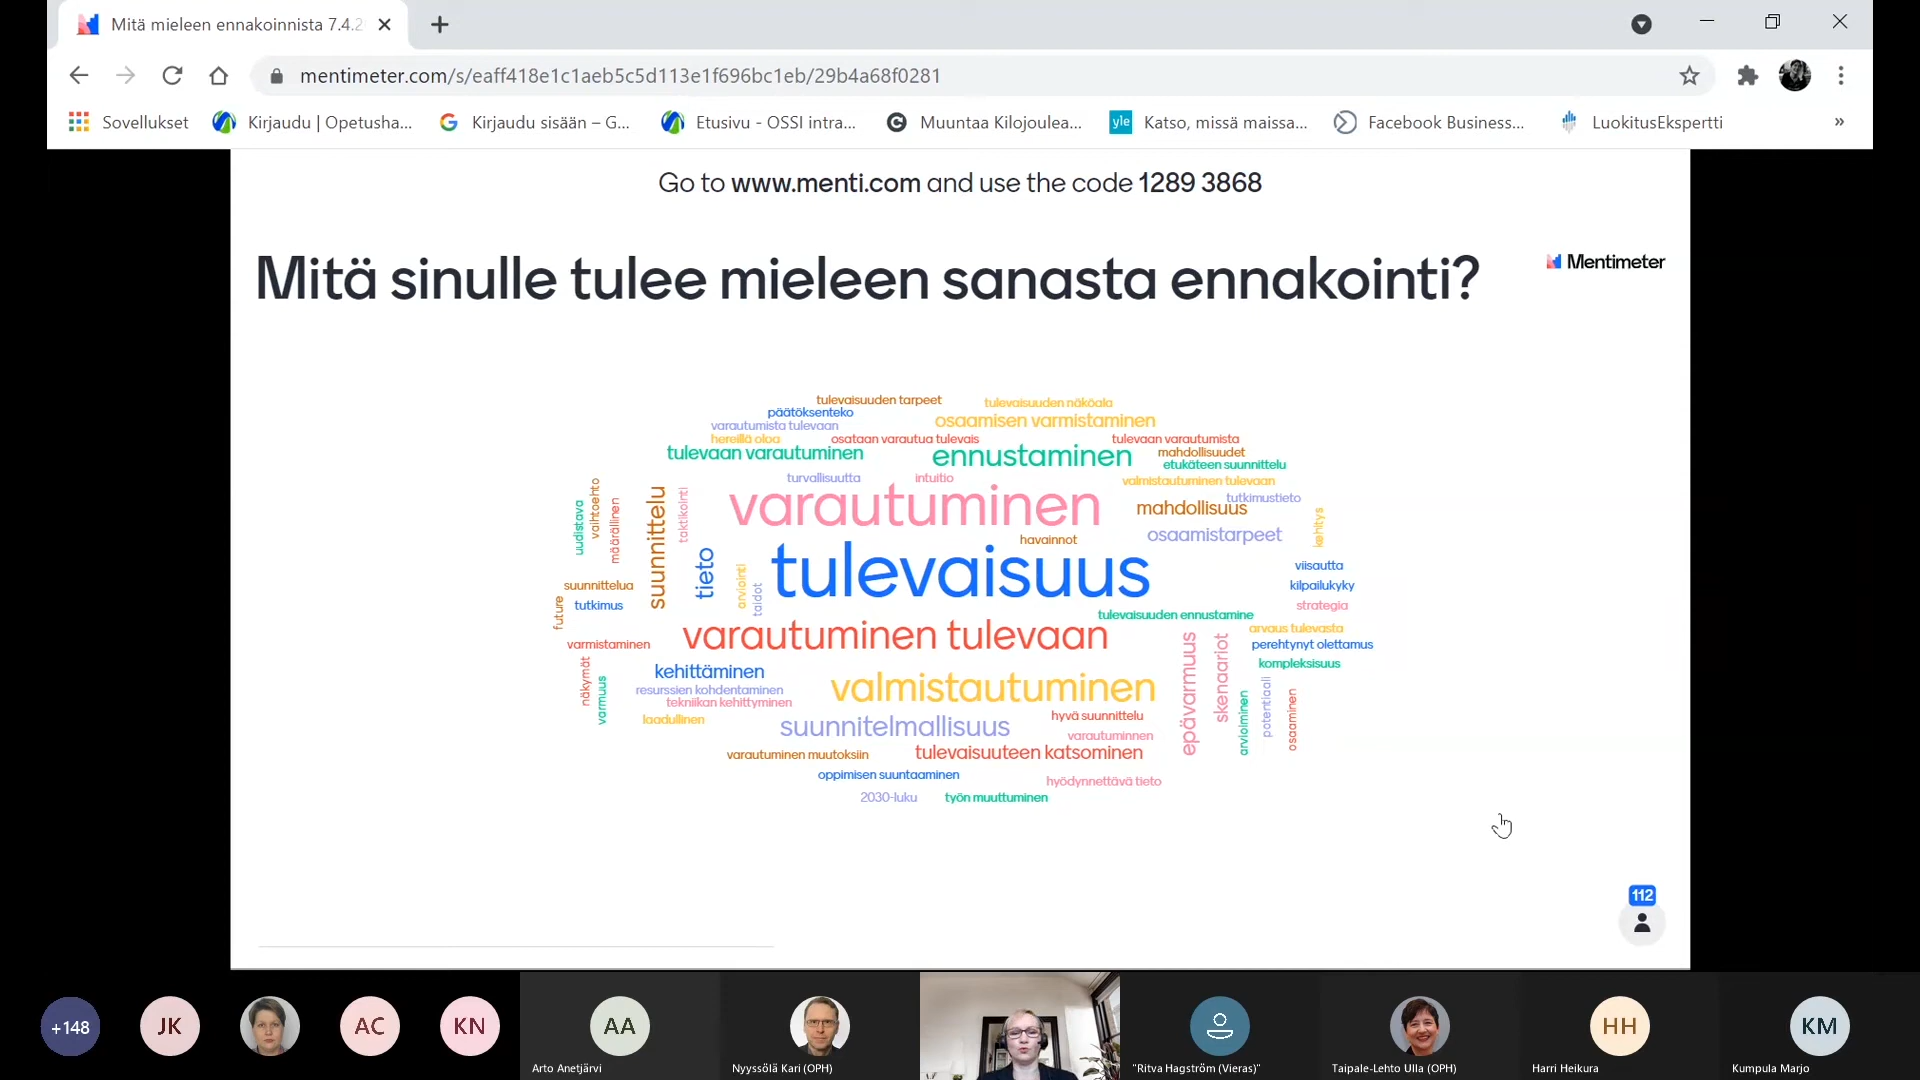 Mitä mieleen ennakoinnista 7.4.2
mentimeter.com/s/eaff418e1c1aeb5c5d113e1f696bc1eb/29b4a68f0281
Sovellukset
Kirjaudu | Opetusha...
Kirjaudu sisään – G...
Etusivu - OSSI intra...
Muuntaa Kilojoulea...
yle
Katso, missä maissa...
Facebook Business...
LuokitusEkspertti
»
Go to www.menti.com and use the code 1289 3868
Mitä sinulle tulee mieleen sanasta ennakointi?
Mentimeter
tulevaisuuden tarpeet
tulevaisuuden näköala
päätöksenteko
osaamisen varmistaminen
varautumista tulevaan
hereillä oloa
osataan varautua tulevais
tulevaan varautumista
tulevaan varautuminen
ennustaminen
mahdollisuudet
etukäteen suunnittelu
turvallisuutta
intuitio
valmistautuminen tulevaan
uudistava
vaihtoehto
määrällinen
suunnittelu
taktikointi
varautuminen
mahdollisuus
tutkimustieto
osaamistarpeet
kehitys
havainnot
tieto
arviointi
taidot
tulevaisuus
viisautta
kilpailukyky
strategia
suunnittelua
future
tutkimus
tulevaisuuden ennustamine
arvaus tulevasta
varmistaminen
varautuminen tulevaan
perehtynyt olettamus
kompleksisuus
näkymät
varmuus
kehittäminen
resurssien kohdentaminen
tekniikan kehittyminen
laadullinen
valmistautuminen
epävarmuus
skenaariot
arvioiminen
potentiaali
osaaminen
suunnitelmallisuus
hyvä suunnittelu
varautuminnen
varautuminen muutoksiin
tulevaisuuteen katsominen
oppimisen suuntaaminen
hyödynnettävä tieto
2030-luku
työn muuttuminen
112
+148
JK
AC
KN
AA
HH
KM
Arto Anetjärvi
Nyyssölä Kari (OPH)
"Ritva Hagström (Vieras)"
Taipale-Lehto Ulla (OPH)
Harri Heikura
Kumpula Marjo